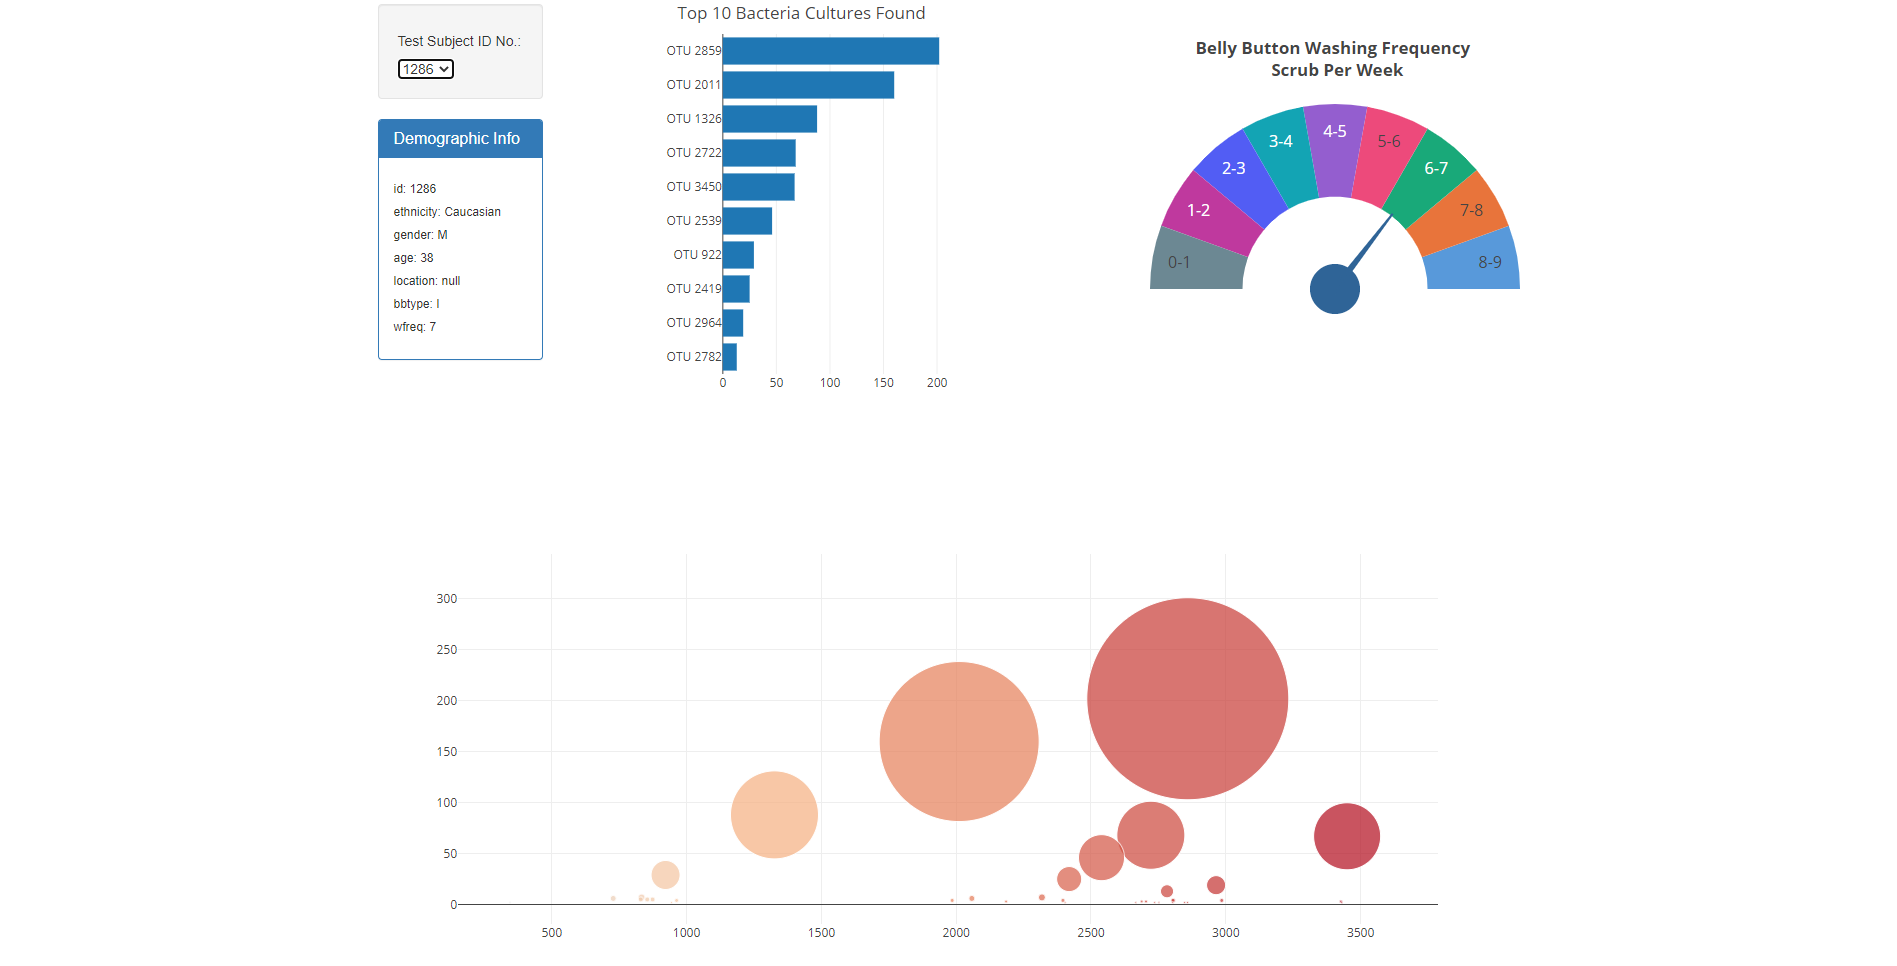 Test Subject ID No.:
1286
Demographic Info
id: 1286
ethnicity: Caucasian
gender: M
age: 38
location: null
bbtype: I
wfreq: 7
Top 10 Bacteria Cultures Found
OTU 2859
OTU 2011
OTU 1326
OTU 2722
OTU 3450
OTU 2539
OTU 922
OTU 2419
OTU 2964
OTU 2782
0 50 100 150 200
Belly Button Washing Frequency
Scrub Per Week
0-1
1-2
2-3
3-4
4-5
5-6
6-7
7-8
8-9
300
250
200
150
100
50
0
500 1000 1500 2000 2500 3000 3500